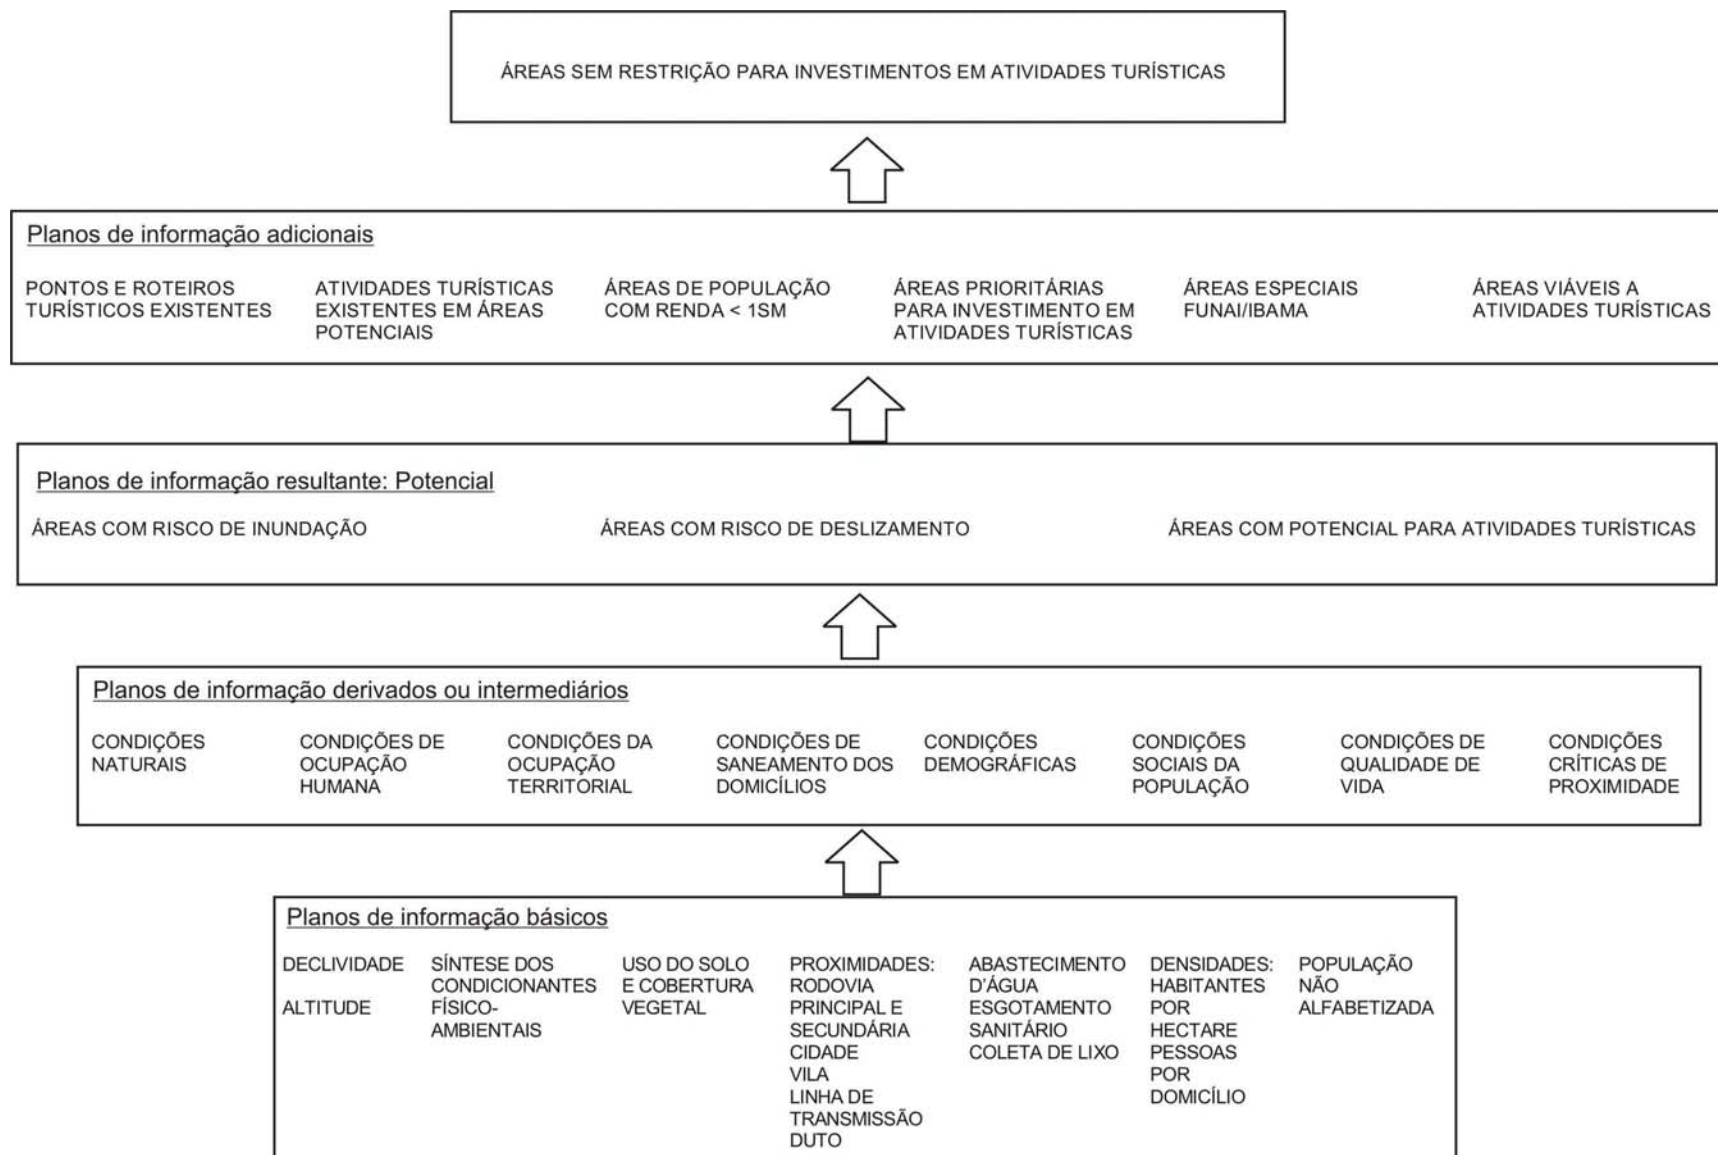 ÁREAS SEM RESTRIÇÃO PARA INVESTIMENTOS EM ATIVIDADES TURÍSTICAS
Planos de informação adicionais
PONTOS E ROTEIROS
TURÍSTICOS EXISTENTES
ATIVIDADES TURÍSTICAS
EXISTENTES EM ÁREAS
POTENCIAIS
ÁREAS DE POPULAÇÃO
COM RENDA < 1SM
ÁREAS PRIORITÁRIAS
PARA INVESTIMENTO EM
ATIVIDADES TURÍSTICAS
ÁREAS ESPECIAIS
FUNAI/IBAMA
ÁREAS VIÁVEIS A
ATIVIDADES TURÍSTICAS
Planos de informação resultante: Potencial
ÁREAS COM RISCO DE INUNDAÇÃO
ÁREAS COM RISCO DE DESLIZAMENTO
ÁREAS COM POTENCIAL PARA ATIVIDADES TURÍSTICAS
Planos de informação derivados ou intermediários
CONDIÇÕES
NATURAIS
CONDIÇÕES DE
OCUPAÇÃO
HUMANA
CONDIÇÕES DA
OCUPAÇÃO
TERRITORIAL
CONDIÇÕES DE
SANEAMENTO DOS
DOMICÍLIOS
CONDIÇÕES
DEMOGRÁFICAS
CONDIÇÕES
SOCIAIS DA
POPULAÇÃO
CONDIÇÕES DE
QUALIDADE DE
VIDA
CONDIÇÕES
CRÍTICAS DE
PROXIMIDADE
Planos de informação básicos
DECLIVIDADE
ALTITUDE
SÍNTESE DOS
CONDICIONANTES
FÍSICO-
AMBIENTAIS
USO DO SOLO
E COBERTURA
VEGETAL
PROXIMIDADES:
RODOVIA
PRINCIPAL E
SECUNDÁRIA
CIDADE
VILA
LINHA DE
TRANSMISSÃO
DUTO
ABASTECIMENTO
D'ÁGUA
ESGOTAMENTO
SANITÁRIO
COLETA DE LIXO
DENSIDADES:
HABITANTES
POR
HECTARE
PESSOAS
POR
DOMICÍLIO
POPULAÇÃO
NÃO
ALFABETIZADA